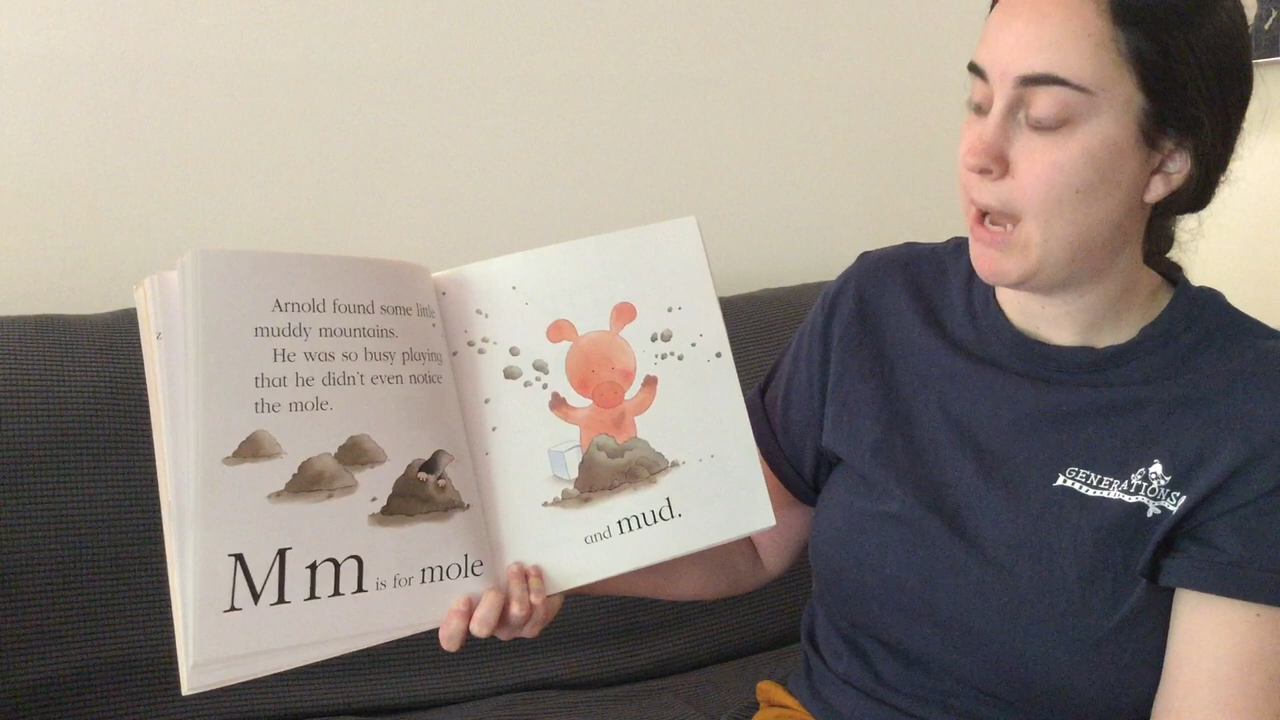 Arnold found some little
muddy mountains.
He was so busy playing
that he didn't even notice
the mole.
Mm is for mole
and mud.
z
GENERATIONS